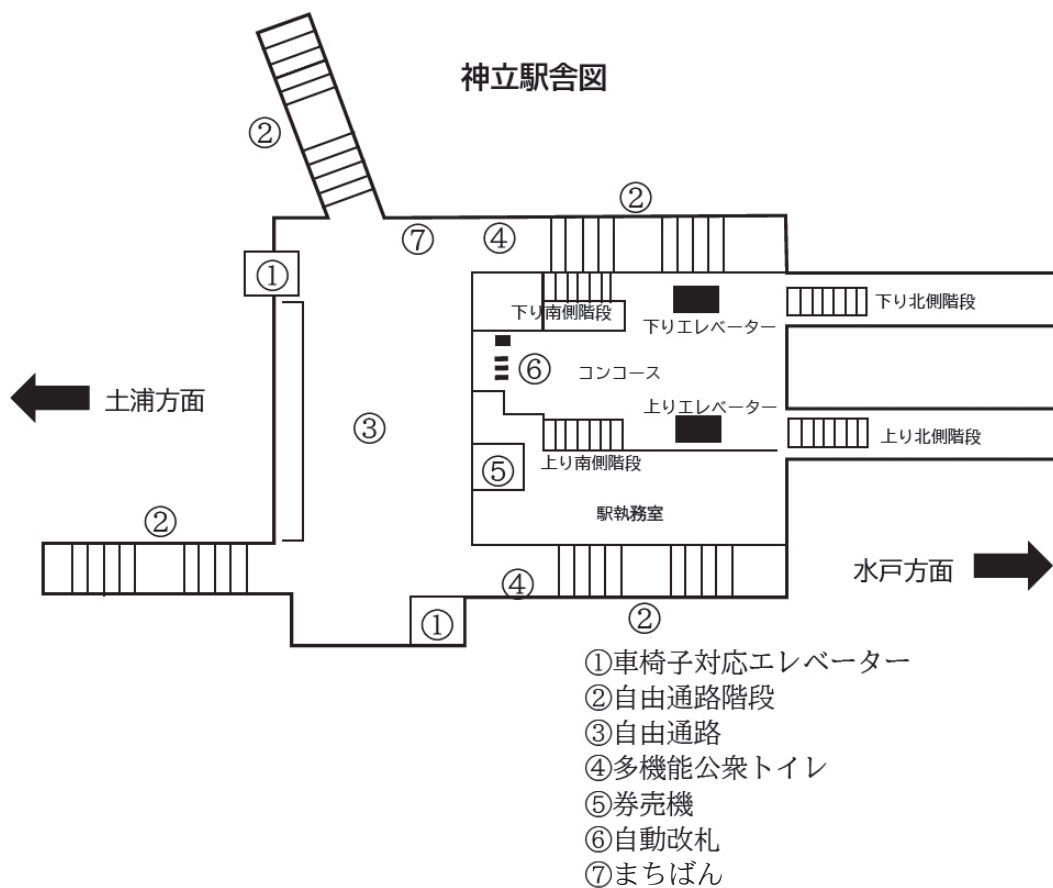 神立駅舎図
②
②
⑦
④
①
下り南側階段
下りエレベーター
下り北側階段
⑥
コンコース
土浦方面
上りエレベーター
③
上り北側階段
⑤
上り南側階段
駅執務室
②
水戸方面
④
①
②
①車椅子対応エレベーター
②自由通路階段
③自由通路
④多機能公衆トイレ
⑤券売機
⑥自動改札
⑦まちばん